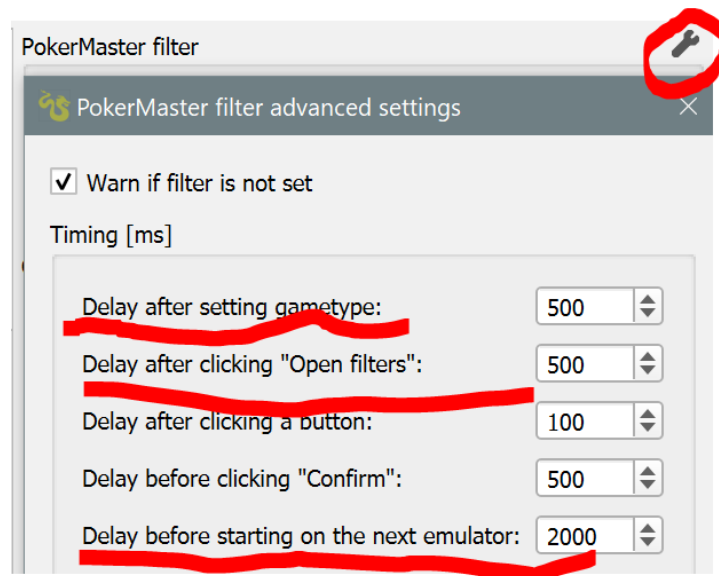 PokerMaster filter
PokerMaster filter advanced settings
Warn if filter is not set
Timing [ms]
Delay after setting gametype: 500
Delay after clicking "Open filters": 500
Delay after clicking a button: 100
Delay before clicking "Confirm": 500
Delay before starting on the next emulator: 2000